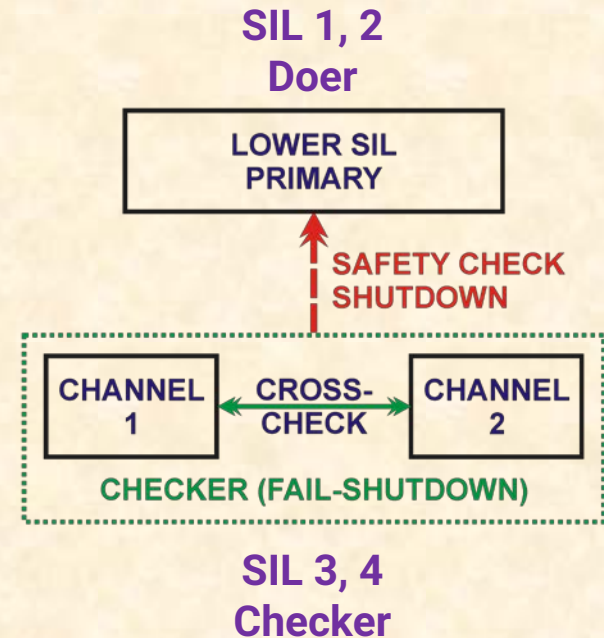 SIL 1, 2
Doer
LOWER SIL
PRIMARY
SAFETY CHECK
SHUTDOWN
CHANNEL
1
CROSS-
CHECK
CHANNEL
2
CHECKER (FAIL-SHUTDOWN)
SIL 3, 4
Checker